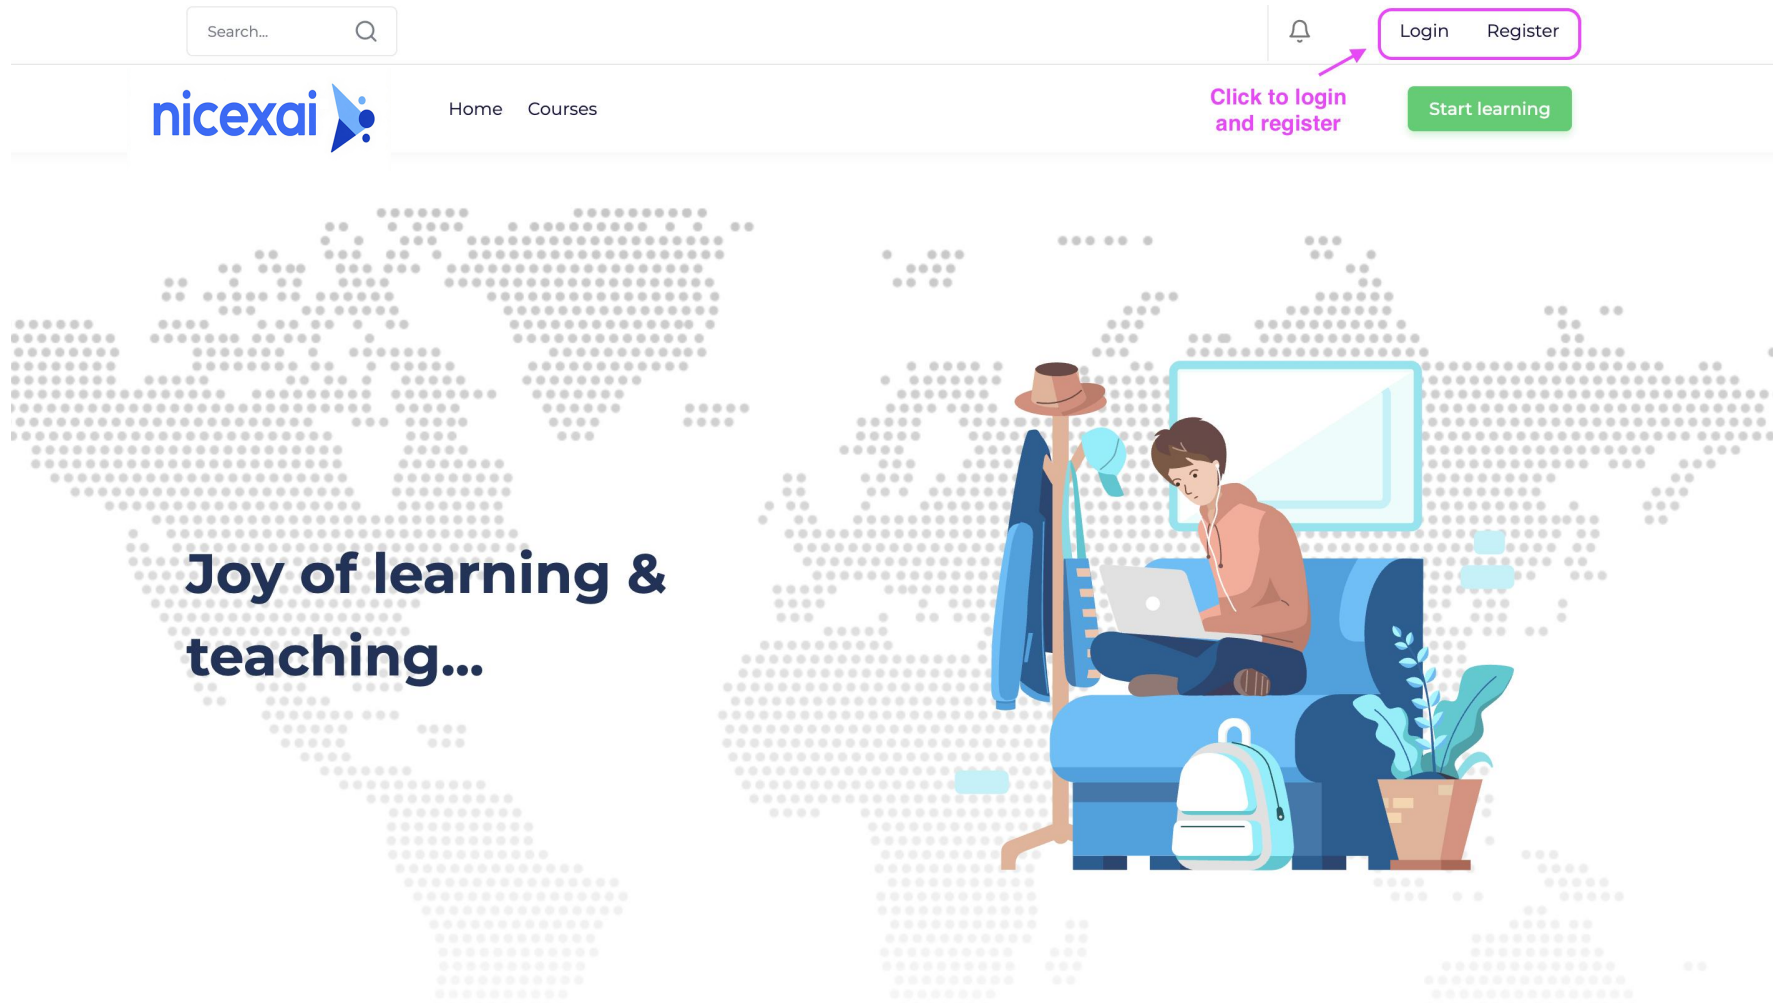 Search...
Login Register
nicexai
Home Courses
Click to login
and register
Start learning
Joy of learning &
teaching...